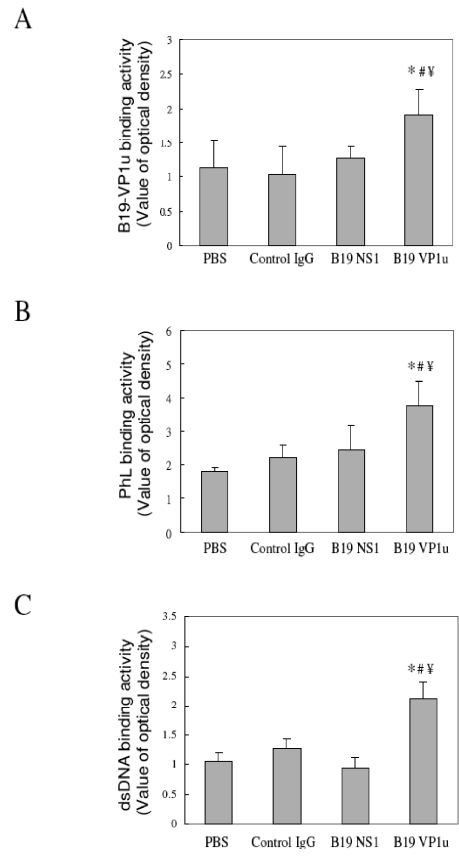 A
B19-VP1u binding activity
(Value of optical density)
3
2.5
2
1.5
1
0.5
0
*#¥
PBS Control IgG B19 NS1 B19 VP1u
B
PhL binding activity
(Value of optical density)
6
5
4
3
2
1
0
*#¥
PBS Control IgG B19 NS1 B19 VP1u
C
dsDNA binding activity
(Value of optical density)
3.5
3
2.5
2
1.5
1
0.5
0
*#¥
PBS Control IgG B19 NS1 B19 VP1u